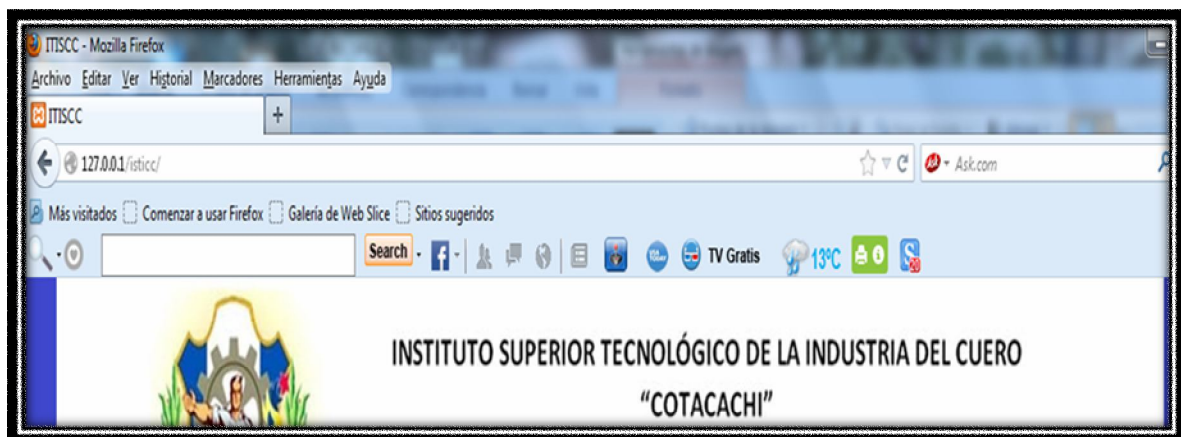 ITISCC - Mozilla Firefox
Archivo Editar Ver Historial Marcadores Herramientas Ayuda
ITISCC +
127.0.0.1/isticc/ Ask.com
Más visitados Comenzar a usar Firefox Galería de Web Slice Sitios sugeridos
Search TV Gratis 13°C
INSTITUTO SUPERIOR TECNOLÓGICO DE LA INDUSTRIA DEL CUERO
“COTACACHI”